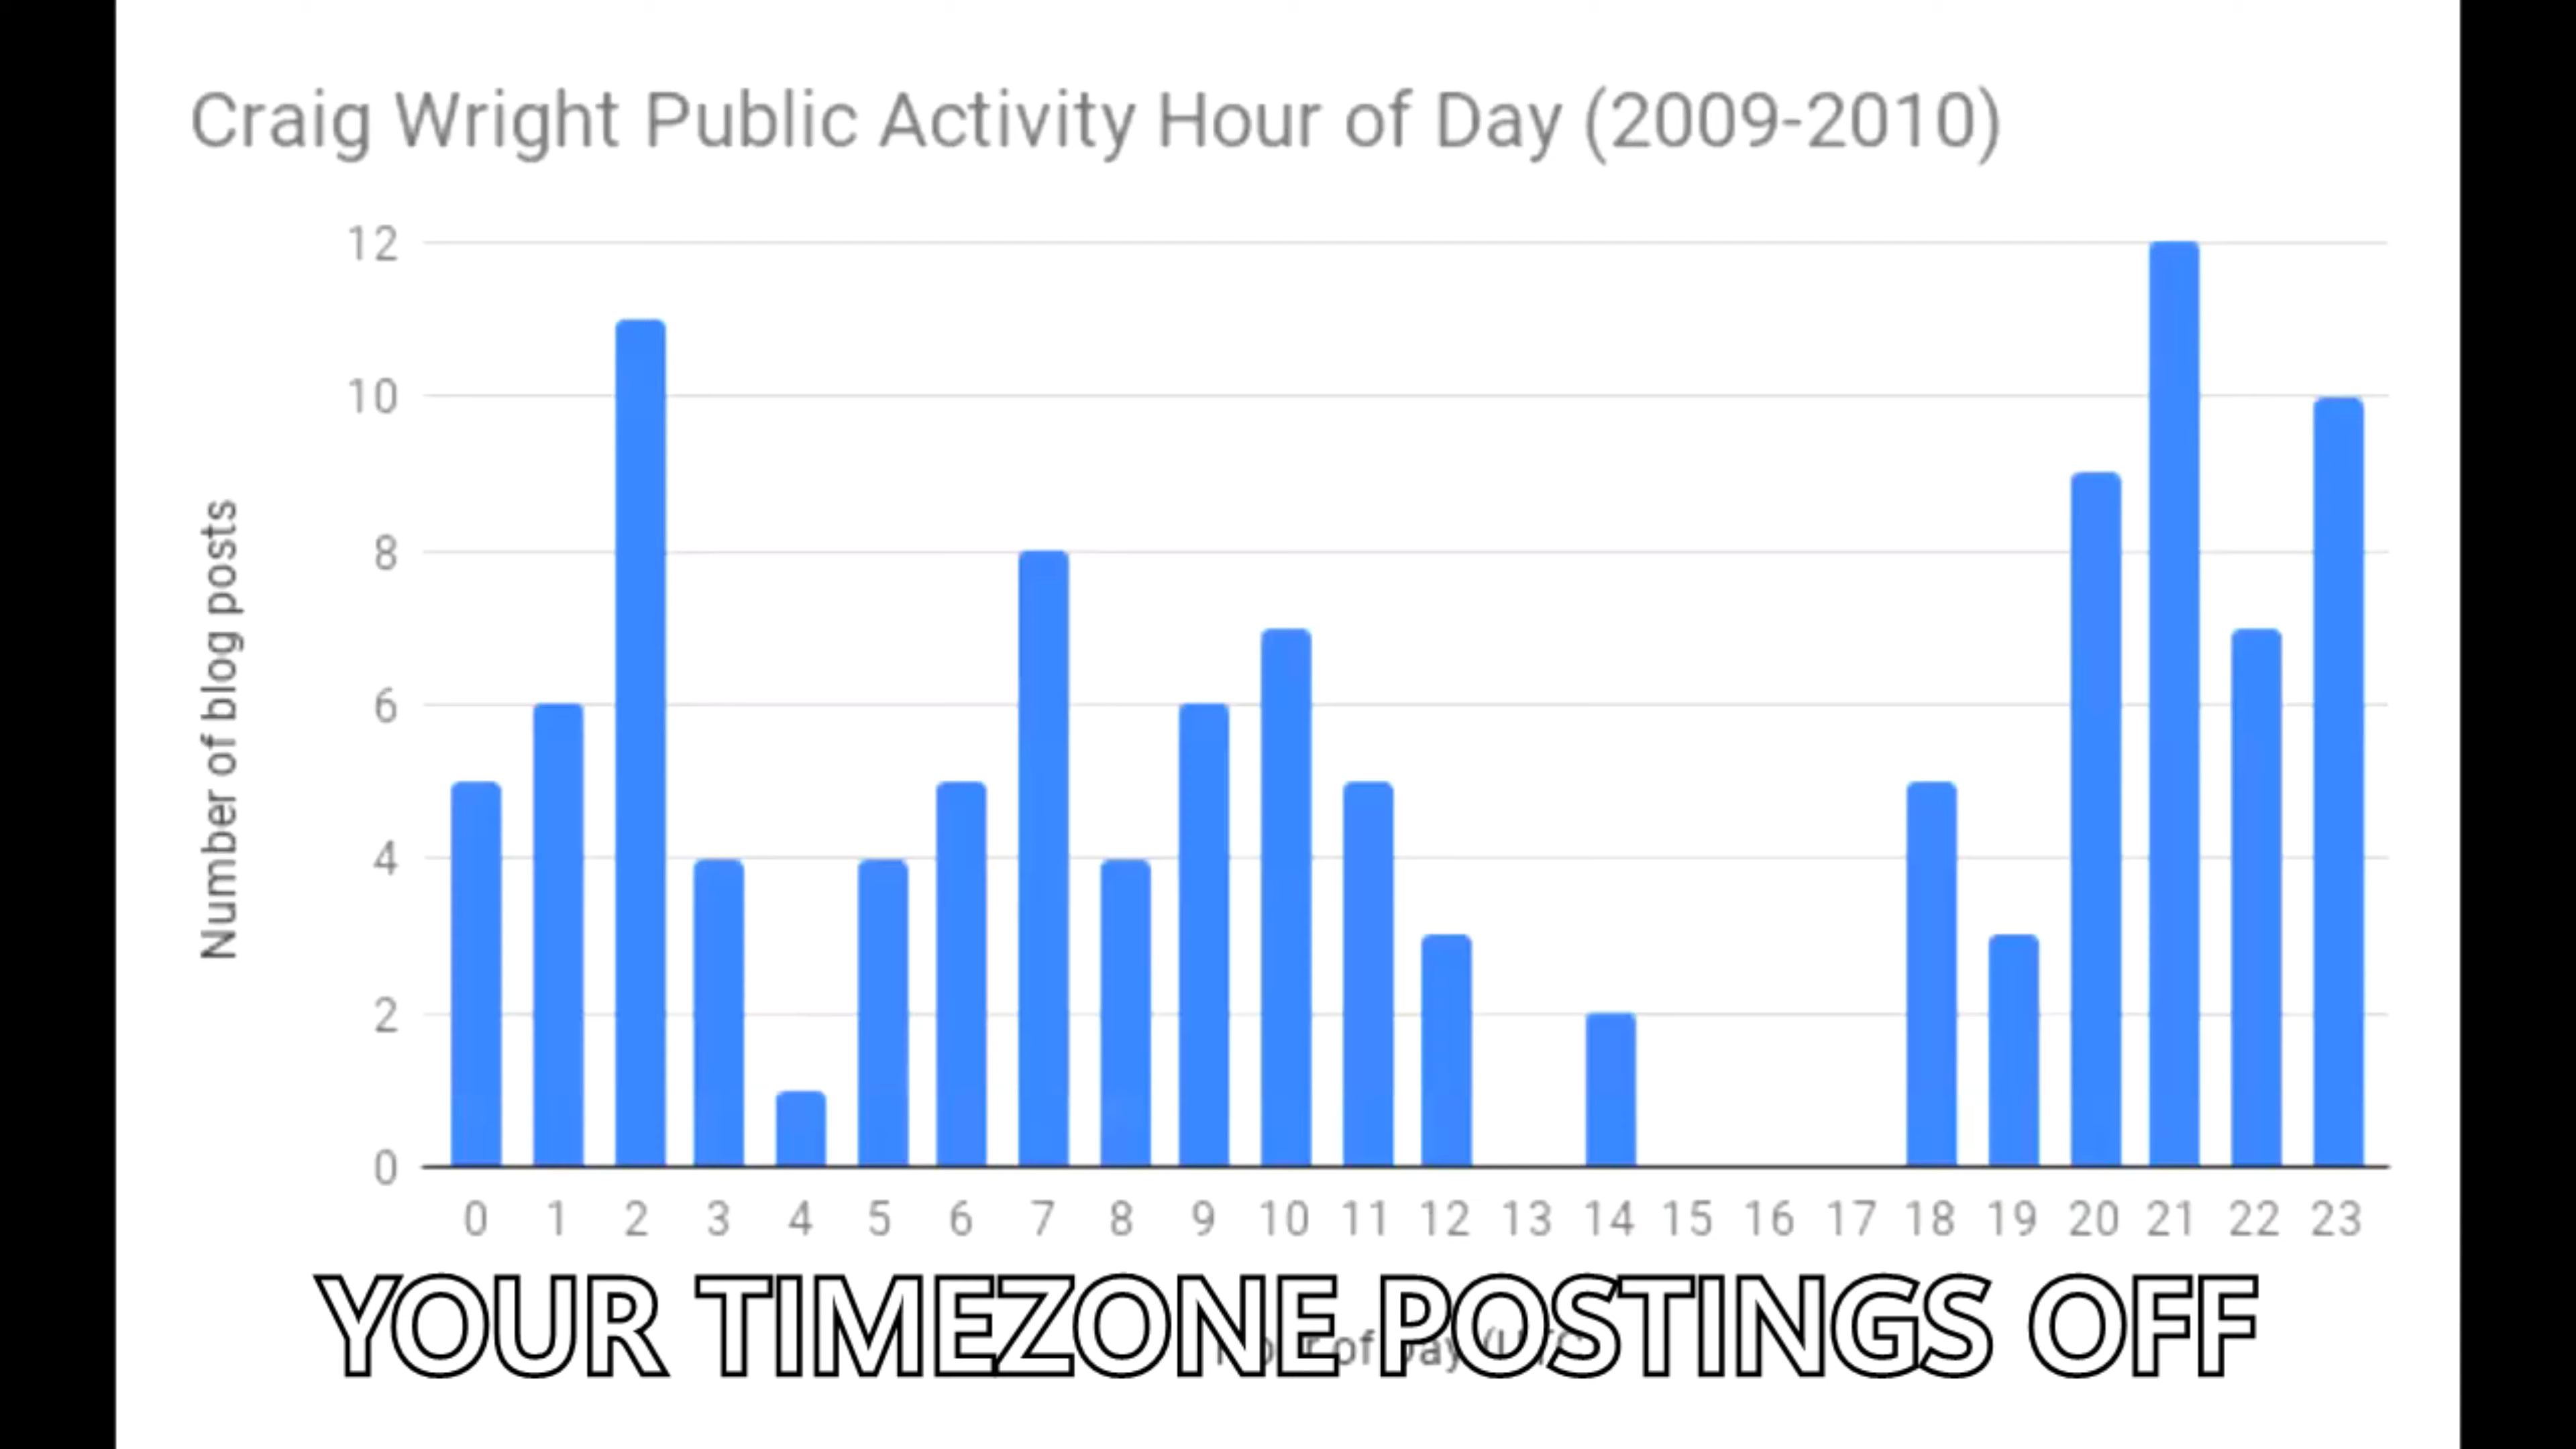 Craig Wright Public Activity Hour of Day (2009-2010)
Number of blog posts
12
10
8
6
4
2
0
0 1 2 3 4 5 6 7 8 9 10 11 12 13 14 15 16 17 18 19 20 21 22 23
YOUR TIMEZONE POSTINGS OFF